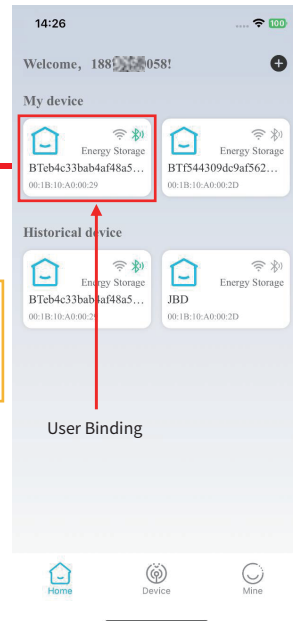 14:26
100
Welcome, 188 058!
My device
Energy Storage
BTeb4c33bab4af48a5...
00:1B:10:A0:00:29
Energy Storage
BTf544309dc9af562...
00:1B:10:A0:00:2D
Historical device
Energy Storage
BTeb4c33bab4af48a5...
00:1B:10:A0:00:29
Energy Storage
JBD
00:1B:10:A0:00:2D
User Binding
Home
Device
Mine